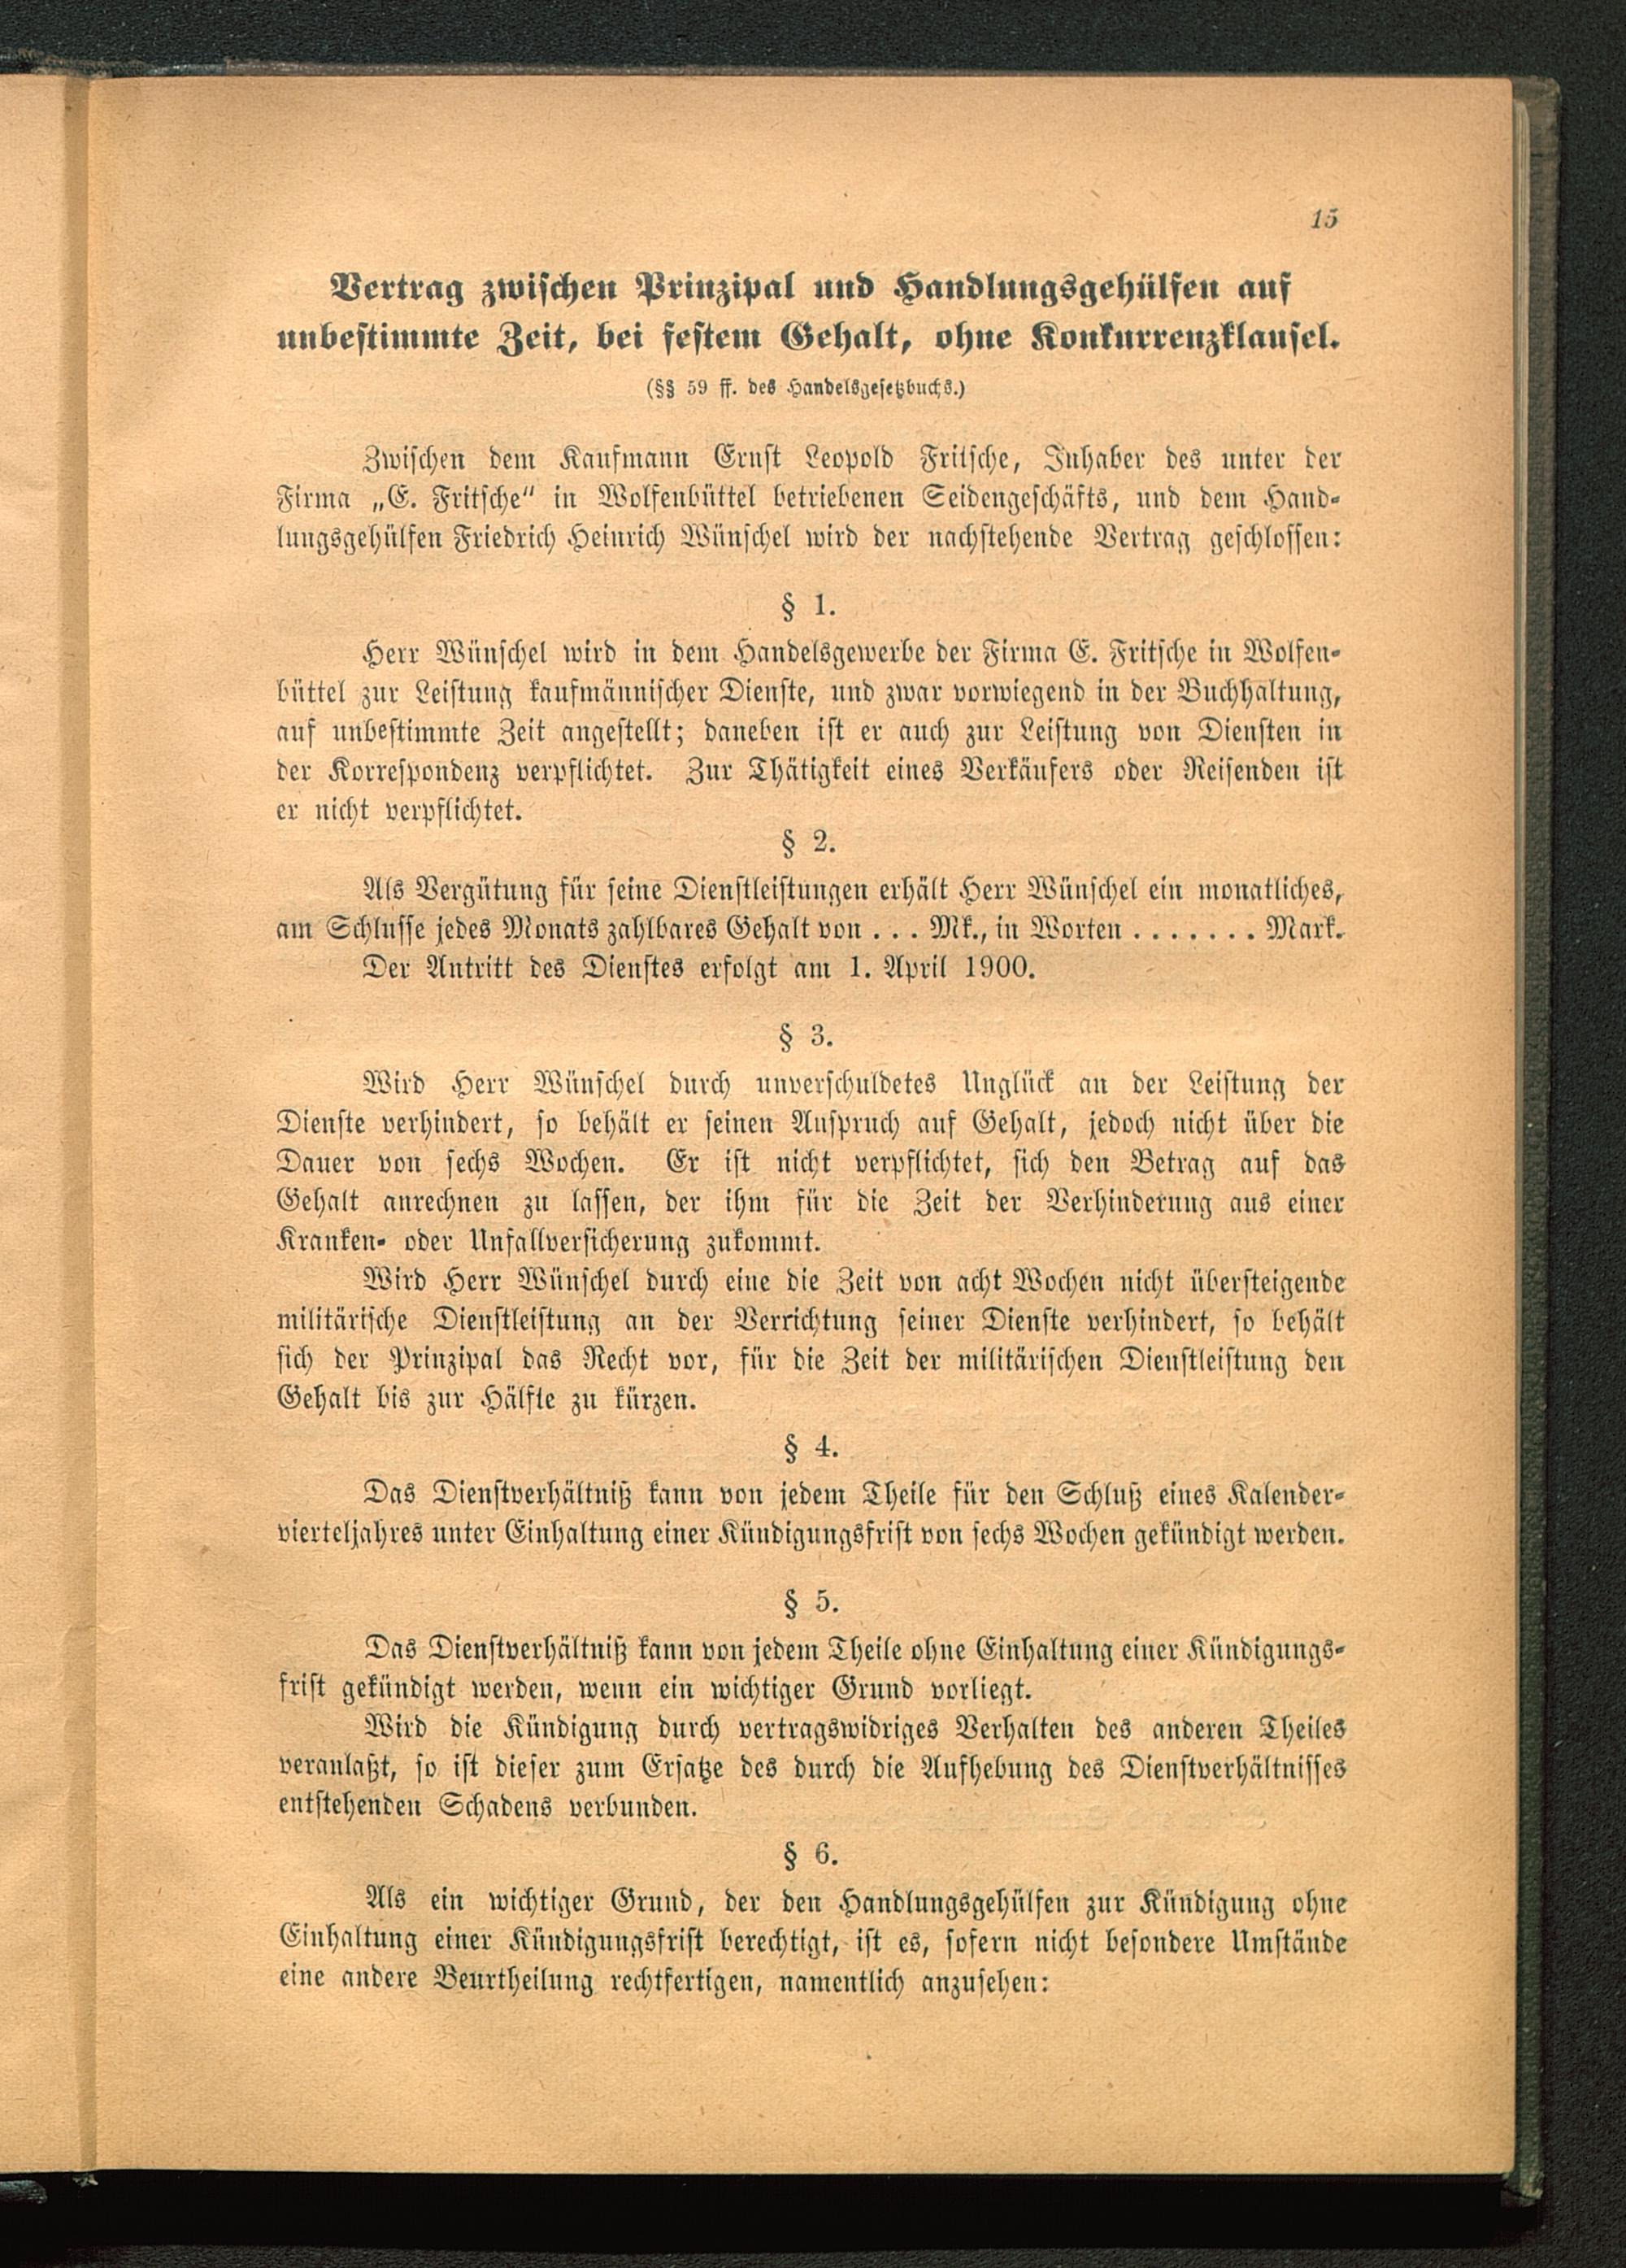 15
Vertrag zwischen Prinzipal und Handlungsgehülfen auf
unbestimmte Zeit, bei festem Gehalt, ohne Konkurrenzklausel.
(§§ 59 ff. des Handelsgesetzbuchs.)
Zwischen dem Kaufmann Ernst Leopold Fritsche, Inhaber des unter der
Firma „E. Fritsche“ in Wolfenbüttel betriebenen Seidengeschäfts, und dem Hand-
lungsgehülfen Friedrich Heinrich Wünschel wird der nachstehende Vertrag geschlossen:
§ 1.
Herr Wünschel wird in dem Handelsgewerbe der Firma E. Fritsche in Wolfen-
büttel zur Leistung kaufmännischer Dienste, und zwar vorwiegend in der Buchhaltung,
auf unbestimmte Zeit angestellt; daneben ist er auch zur Leistung von Diensten in
der Korrespondenz verpflichtet. Zur Thätigkeit eines Verkäufers oder Reisenden ist
er nicht verpflichtet.
§ 2.
Als Vergütung für seine Dienstleistungen erhält Herr Wünschel ein monatliches,
am Schlusse jedes Monats zahlbares Gehalt von . . . Mk., in Worten . . . . . . . Mark.
Der Antritt des Dienstes erfolgt am 1. April 1900.
§ 3.
Wird Herr Wünschel durch unverschuldetes Unglück an der Leistung der
Dienste verhindert, so behält er seinen Anspruch auf Gehalt, jedoch nicht über die
Dauer von sechs Wochen. Er ist nicht verpflichtet, sich den Betrag auf das
Gehalt anrechnen zu lassen, der ihm für die Zeit der Verhinderung aus einer
Kranken- oder Unfallversicherung zukommt.
Wird Herr Wünschel durch eine die Zeit von acht Wochen nicht übersteigende
militärische Dienstleistung an der Verrichtung seiner Dienste verhindert, so behält
sich der Prinzipal das Recht vor, für die Zeit der militärischen Dienstleistung den
Gehalt bis zur Hälfte zu kürzen.
§ 4.
Das Dienstverhältniß kann von jedem Theile für den Schluß eines Kalender-
vierteljahres unter Einhaltung einer Kündigungsfrist von sechs Wochen gekündigt werden.
§ 5.
Das Dienstverhältniß kann von jedem Theile ohne Einhaltung einer Kündigungs-
frist gekündigt werden, wenn ein wichtiger Grund vorliegt.
Wird die Kündigung durch vertragswidriges Verhalten des anderen Theiles
veranlaßt, so ist dieser zum Ersatze des durch die Aufhebung des Dienstverhältnisses
entstehenden Schadens verbunden.
§ 6.
Als ein wichtiger Grund, der den Handlungsgehülfen zur Kündigung ohne
Einhaltung einer Kündigungsfrist berechtigt, ist es, sofern nicht besondere Umstände
eine andere Beurtheilung rechtfertigen, namentlich anzusehen: